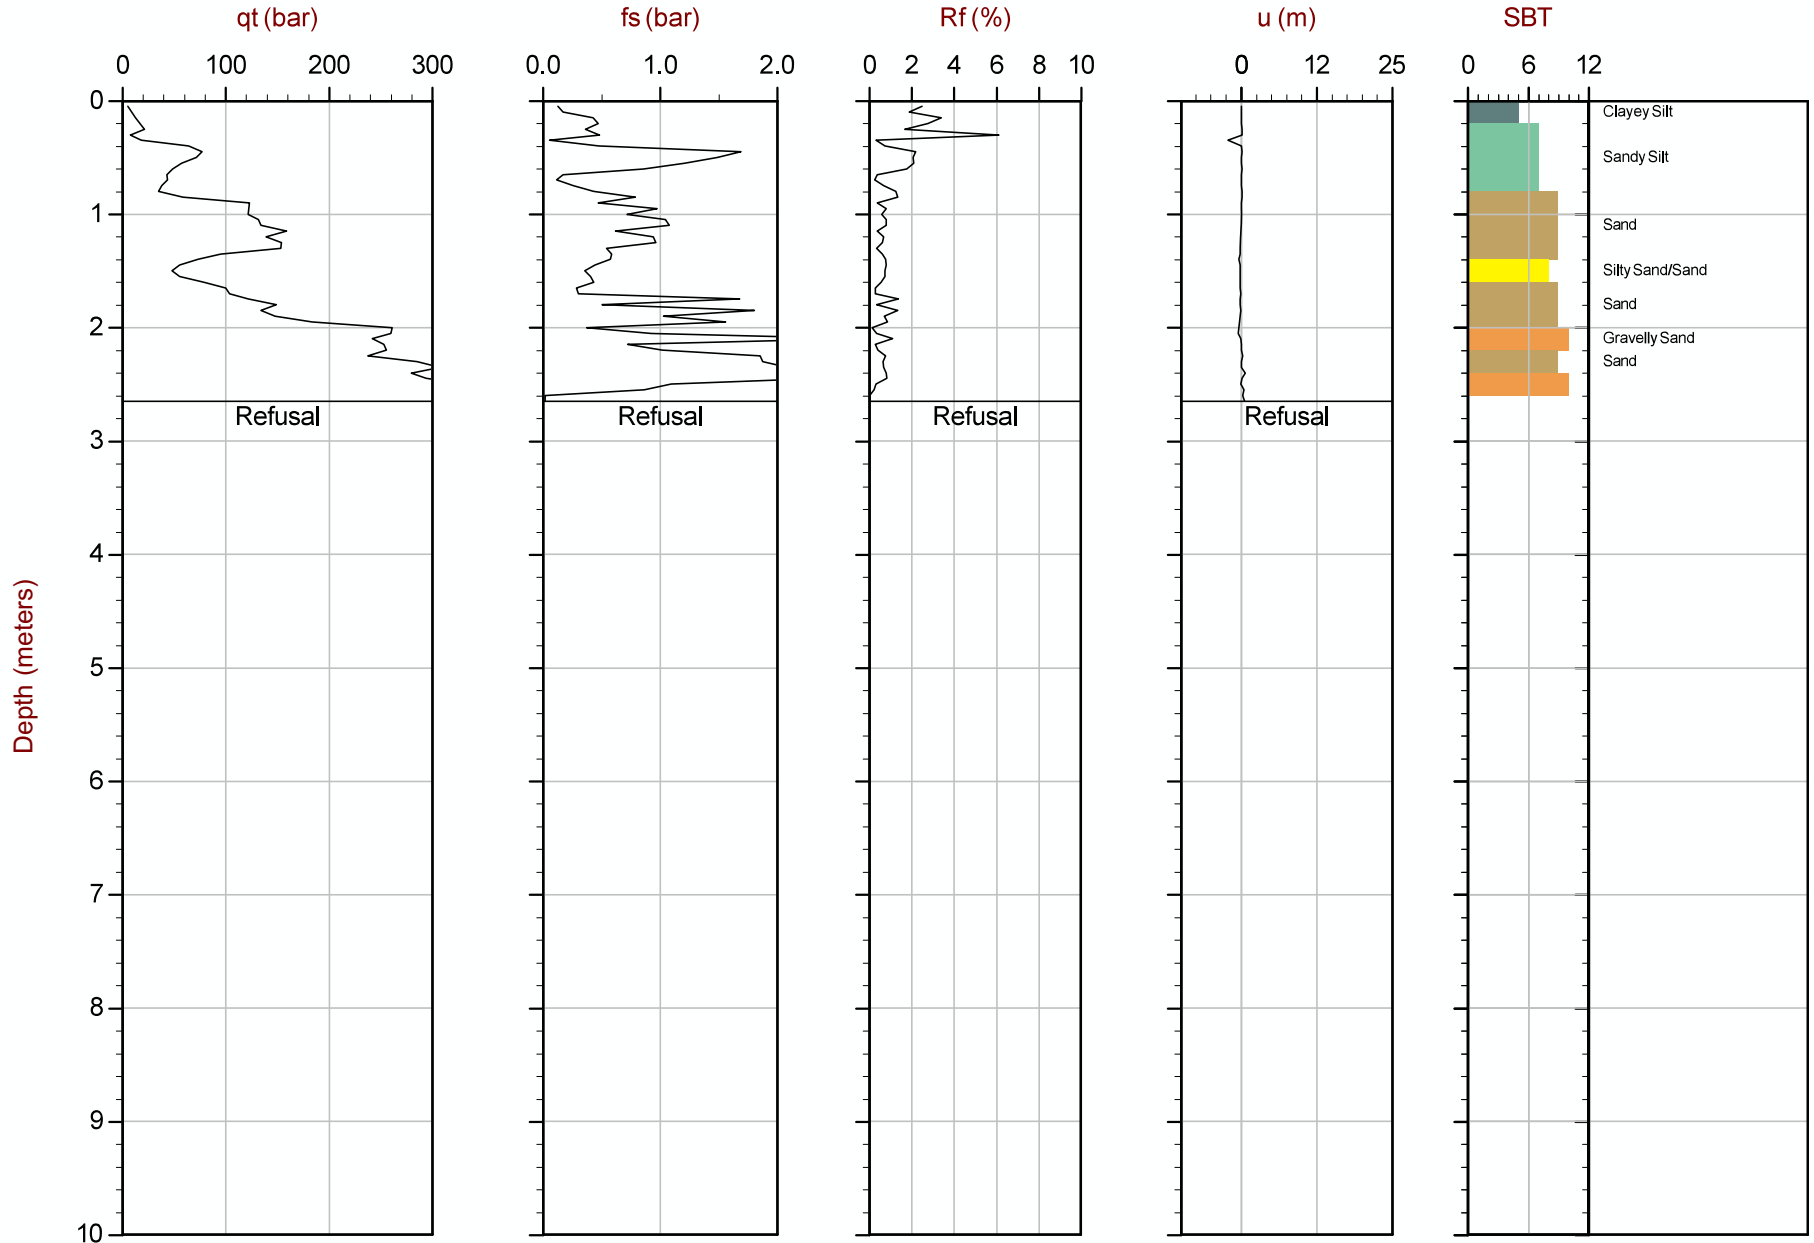 qt (bar) fs (bar) Rf (%) u (m) SBT
0 100 200 300 0.0 1.0 2.0 0 2 4 6 8 10 0 12 25 0 6 12
0
Clayey Silt
Sandy Silt
1
Sand
Silty Sand/Sand
Sand
2
Gravelly Sand
Sand
Refusal Refusal Refusal Refusal
3
4
5
Depth (meters)
6
7
8
9
10